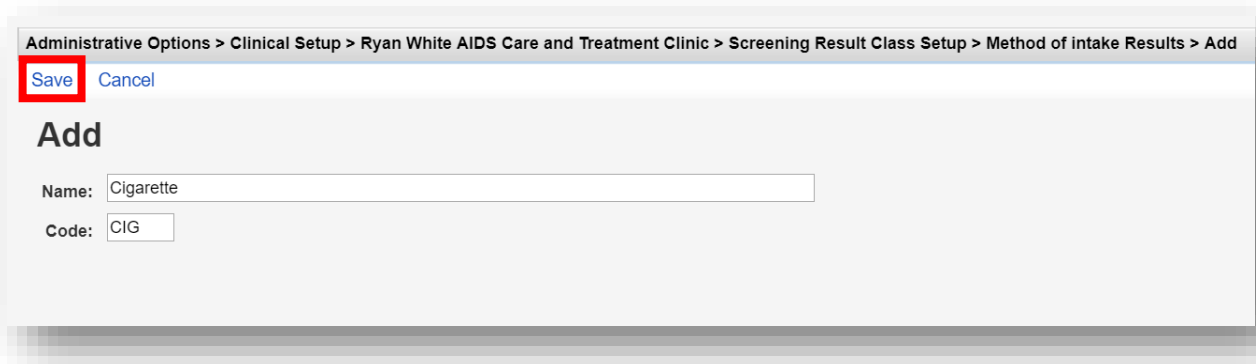 Administrative Options > Clinical Setup > Ryan White AIDS Care and Treatment Clinic > Screening Result Class Setup > Method of intake Results > Add
Save Cancel
Add
Name: Cigarette
Code: CIG